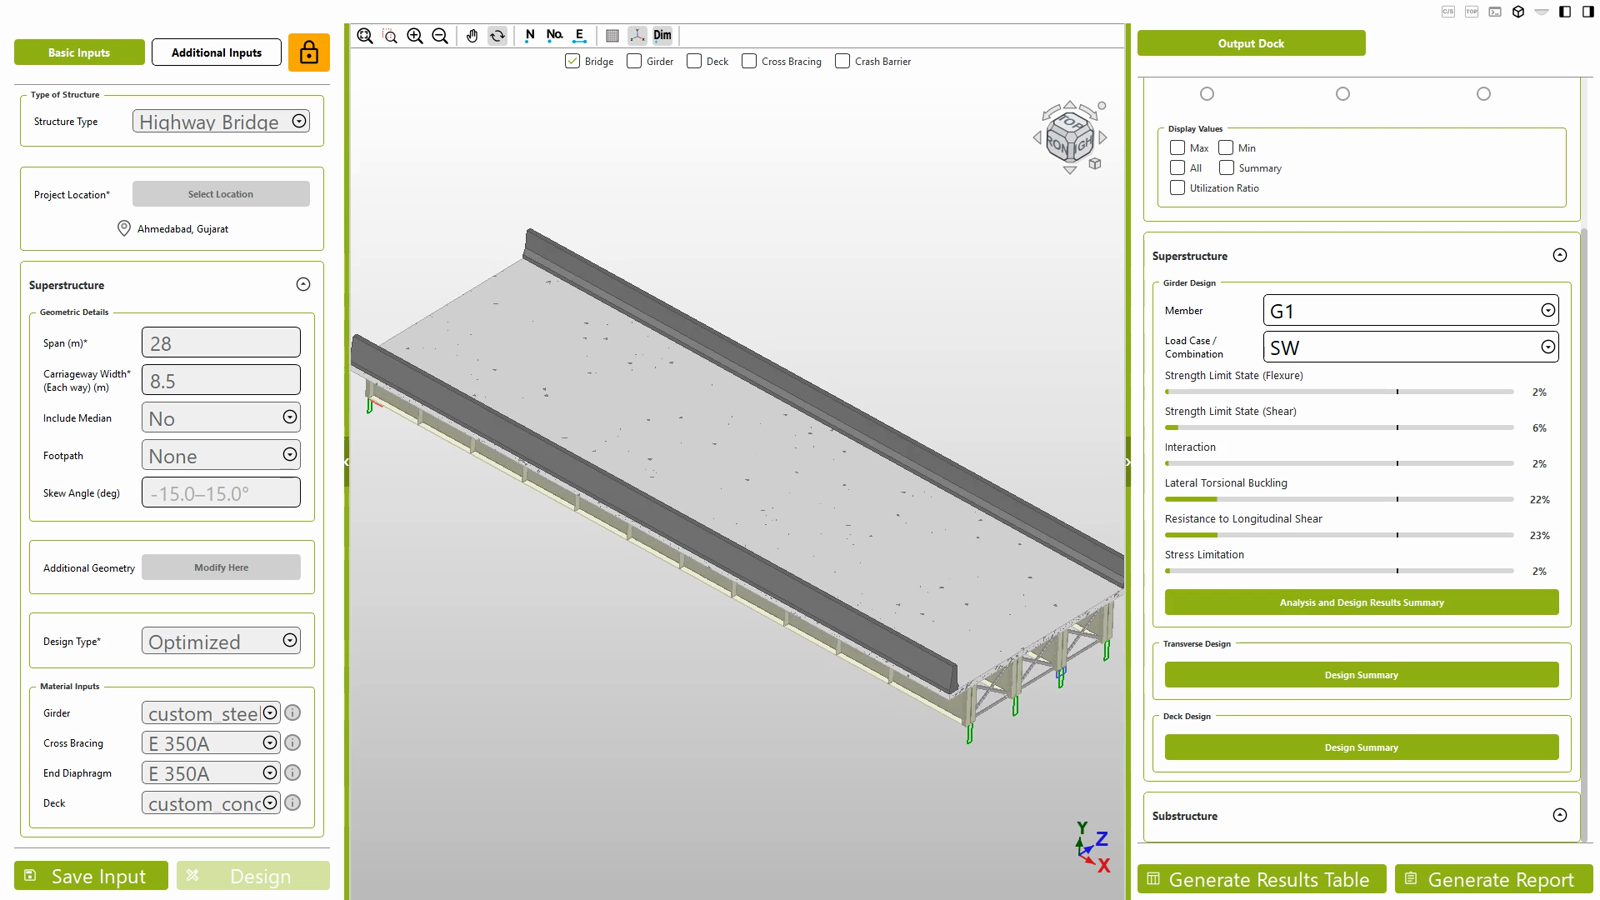 C/S
TOP
Basic Inputs
Additional Inputs
Type of Structure
Structure Type
Highway Bridge
Project Location*
Select Location
Ahmedabad, Gujarat
Superstructure
Geometric Details
Span (m)*
28
Carriageway Width*
(Each way) (m)
8.5
Include Median
No
Footpath
None
Skew Angle (deg)
-15.0–15.0°
Additional Geometry
Modify Here
Design Type*
Optimized
Material Inputs
Girder
custom_steel
Cross Bracing
E 350A
End Diaphragm
E 350A
Deck
custom_conc
Save Input
Design
N
No.
E
Dim
Bridge
Girder
Deck
Cross Bracing
Crash Barrier
TOP
Y
Z
X
Output Dock
Display Values
Max
Min
All
Summary
Utilization Ratio
Superstructure
Girder Design
Member
G1
Load Case /
Combination
SW
Strength Limit State (Flexure)
2%
Strength Limit State (Shear)
6%
Interaction
2%
Lateral Torsional Buckling
22%
Resistance to Longitudinal Shear
23%
Stress Limitation
2%
Analysis and Design Results Summary
Transverse Design
Design Summary
Deck Design
Design Summary
Substructure
Generate Results Table
Generate Report